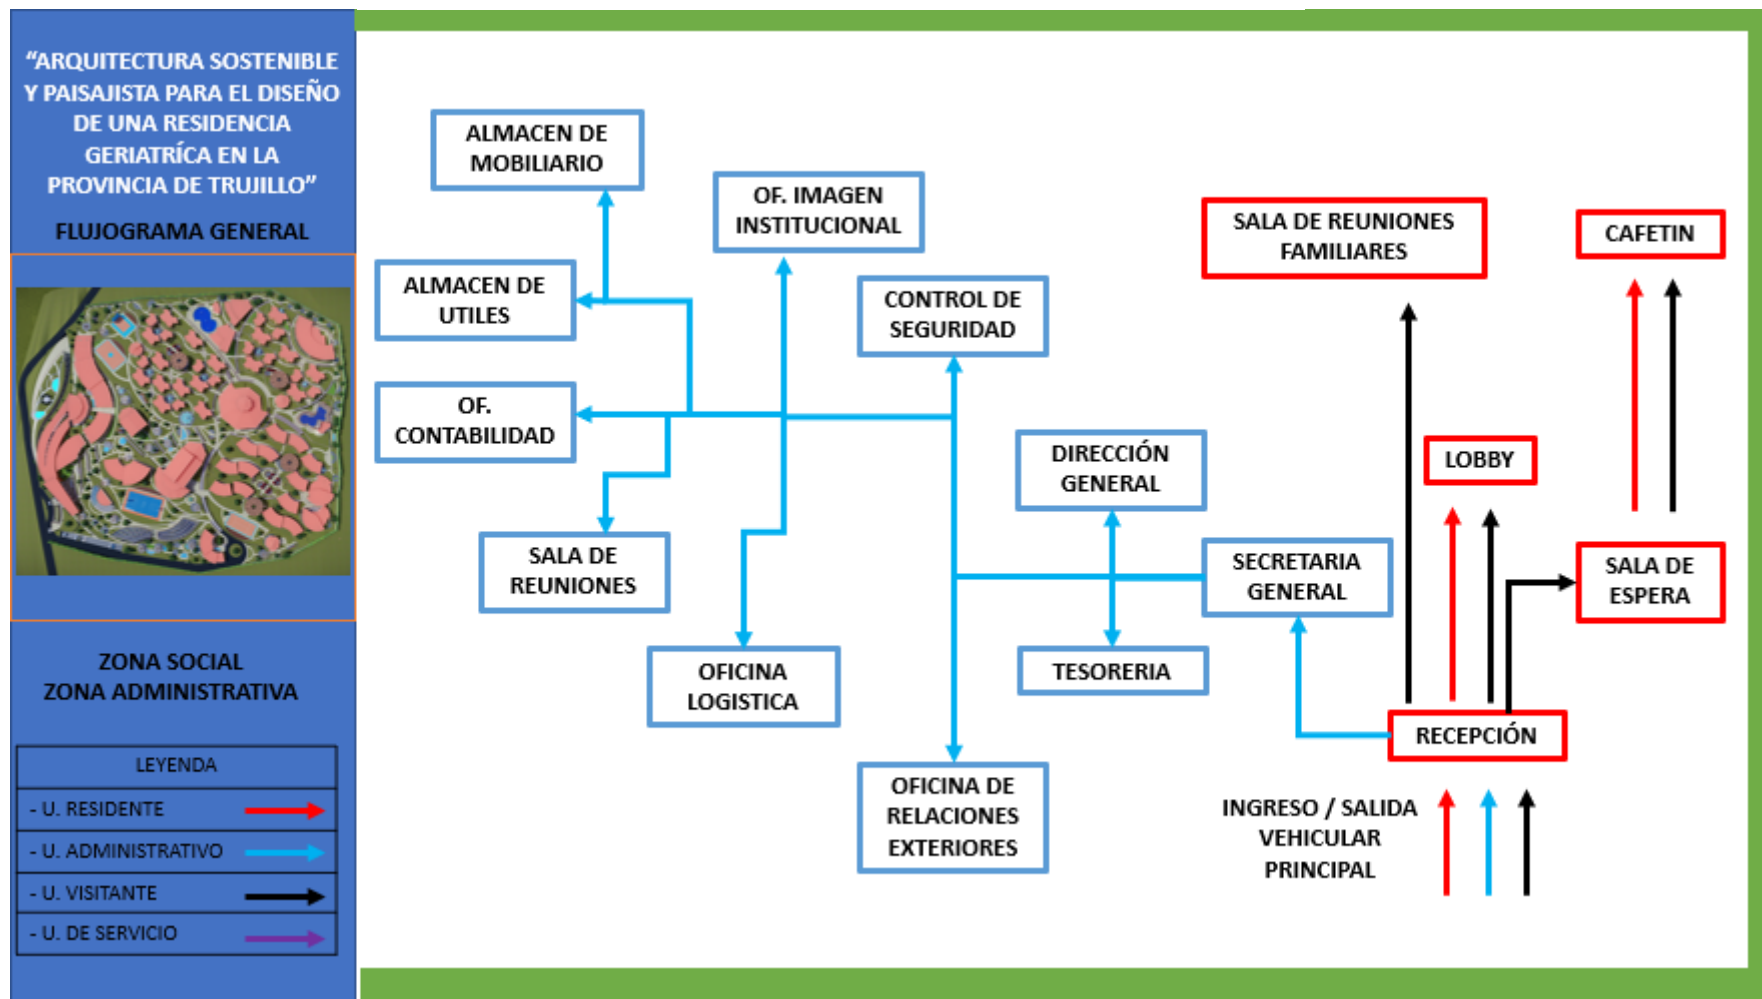 “ARQUITECTURA SOSTENIBLE
Y PAISAJISTA PARA EL DISEÑO
DE UNA RESIDENCIA
GERIATRÍCA EN LA
PROVINCIA DE TRUJILLO”
FLUJOGRAMA GENERAL
ZONA SOCIAL
ZONA ADMINISTRATIVA
LEYENDA
- U. RESIDENTE
- U. ADMINISTRATIVO
- U. VISITANTE
- U. DE SERVICIO
ALMACEN DE
MOBILIARIO
OF. IMAGEN
INSTITUCIONAL
ALMACEN DE
UTILES
CONTROL DE
SEGURIDAD
OF.
CONTABILIDAD
SALA DE
REUNIONES
OFICINA
LOGISTICA
DIRECCIÓN
GENERAL
TESORERIA
SECRETARIA
GENERAL
OFICINA DE
RELACIONES
EXTERIORES
SALA DE REUNIONES
FAMILIARES
CAFETIN
LOBBY
SALA DE
ESPERA
RECEPCIÓN
INGRESO / SALIDA
VEHICULAR
PRINCIPAL